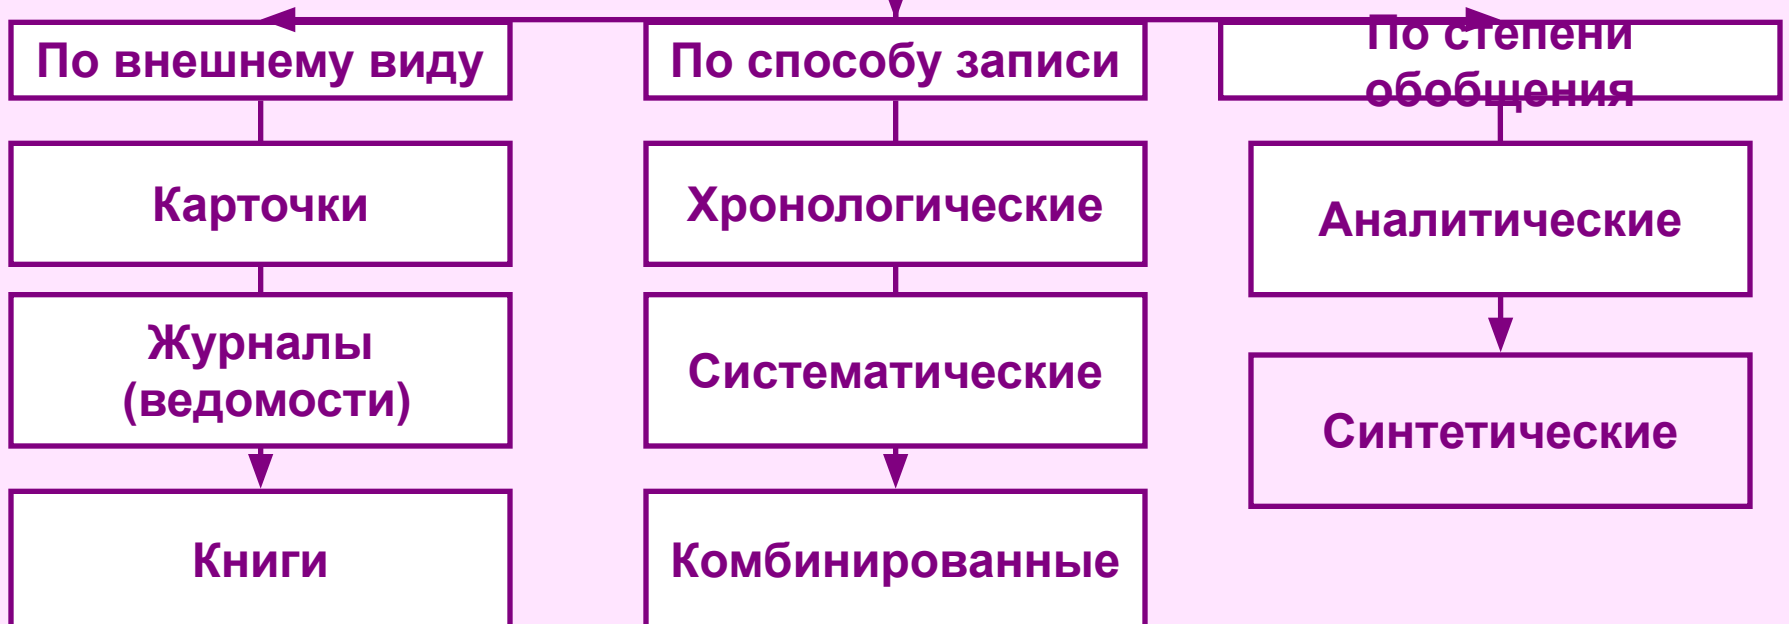 По внешнему виду
Карточки
Журналы
(ведомости)
Книги
По способу записи
Хронологические
Систематические
Комбинированные
По степени
обобщения
Аналитические
Синтетические